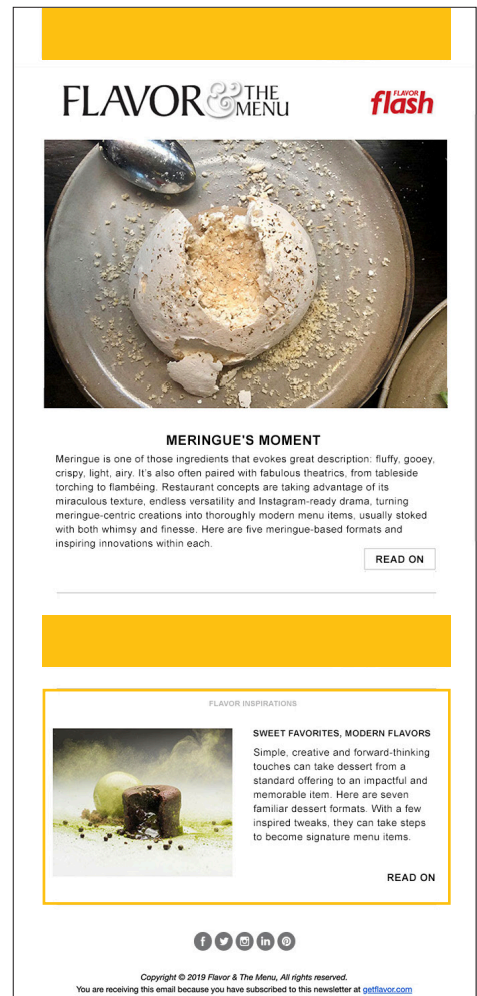 FLAVOR & THE MENU
FLAVOR
flash
MERINGUE'S MOMENT
Meringue is one of those ingredients that evokes great description: fluffy, gooey,
crispy, light, airy. It's also often paired with fabulous theatrics, from tableside
torching to flambéing. Restaurant concepts are taking advantage of its
miraculous texture, endless versatility and Instagram-ready drama, turning
meringue-centric creations into thoroughly modern menu items, usually stoked
with both whimsy and finesse. Here are five meringue-based formats and
inspiring innovations within each.
READ ON
FLAVOR INSPIRATIONS
SWEET FAVORITES, MODERN FLAVORS
Simple, creative and forward-thinking
touches can take dessert from a
standard offering to an impactful and
memorable item. Here are seven
familiar dessert formats. With a few
inspired tweaks, they can take steps
to become signature menu items.
READ ON
Copyright © 2019 Flavor & The Menu, All rights reserved.
You are receiving this email because you have subscribed to this newsletter at getflavor.com